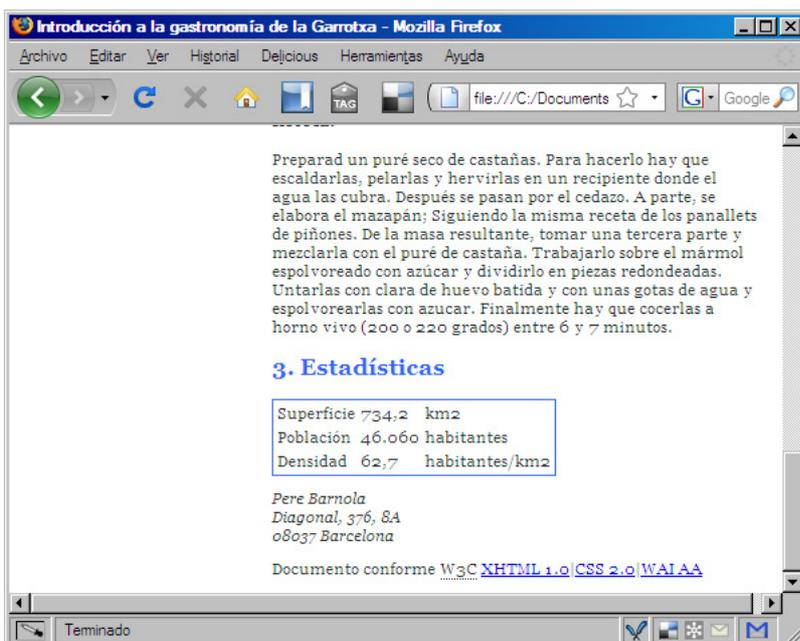 Introducción a la gastronomía de la Garrotxa - Mozilla Firefox
Archivo Editar Ver Historial Delicious Herramientas Ayuda
TAG file:///C:/Documents G Google
Preparad un puré seco de castañas. Para hacerlo hay que
escaldarlas, pelarlas y hervirlas en un recipiente donde el
agua las cubra. Después se pasan por el cedazo. A parte, se
elabora el mazapán; Siguiendo la misma receta de los panallets
de piñones. De la masa resultante, tomar una tercera parte y
mezclarla con el puré de castaña. Trabajarlo sobre el mármol
espolvoreado con azúcar y dividirlo en piezas redondeadas.
Untarlas con clara de huevo batida y con unas gotas de agua y
espolvorearlas con azucar. Finalmente hay que cocerlas a
horno vivo (200 o 220 grados) entre 6 y 7 minutos.
3. Estadísticas
Superficie 734,2 km2
Población 46.060 habitantes
Densidad 62,7 habitantes/km2
Pere Barnola
Diagonal, 376, 8A
08037 Barcelona
Documento conforme W3C XHTML 1.0|CSS 2.0|WAI AA
Terminado